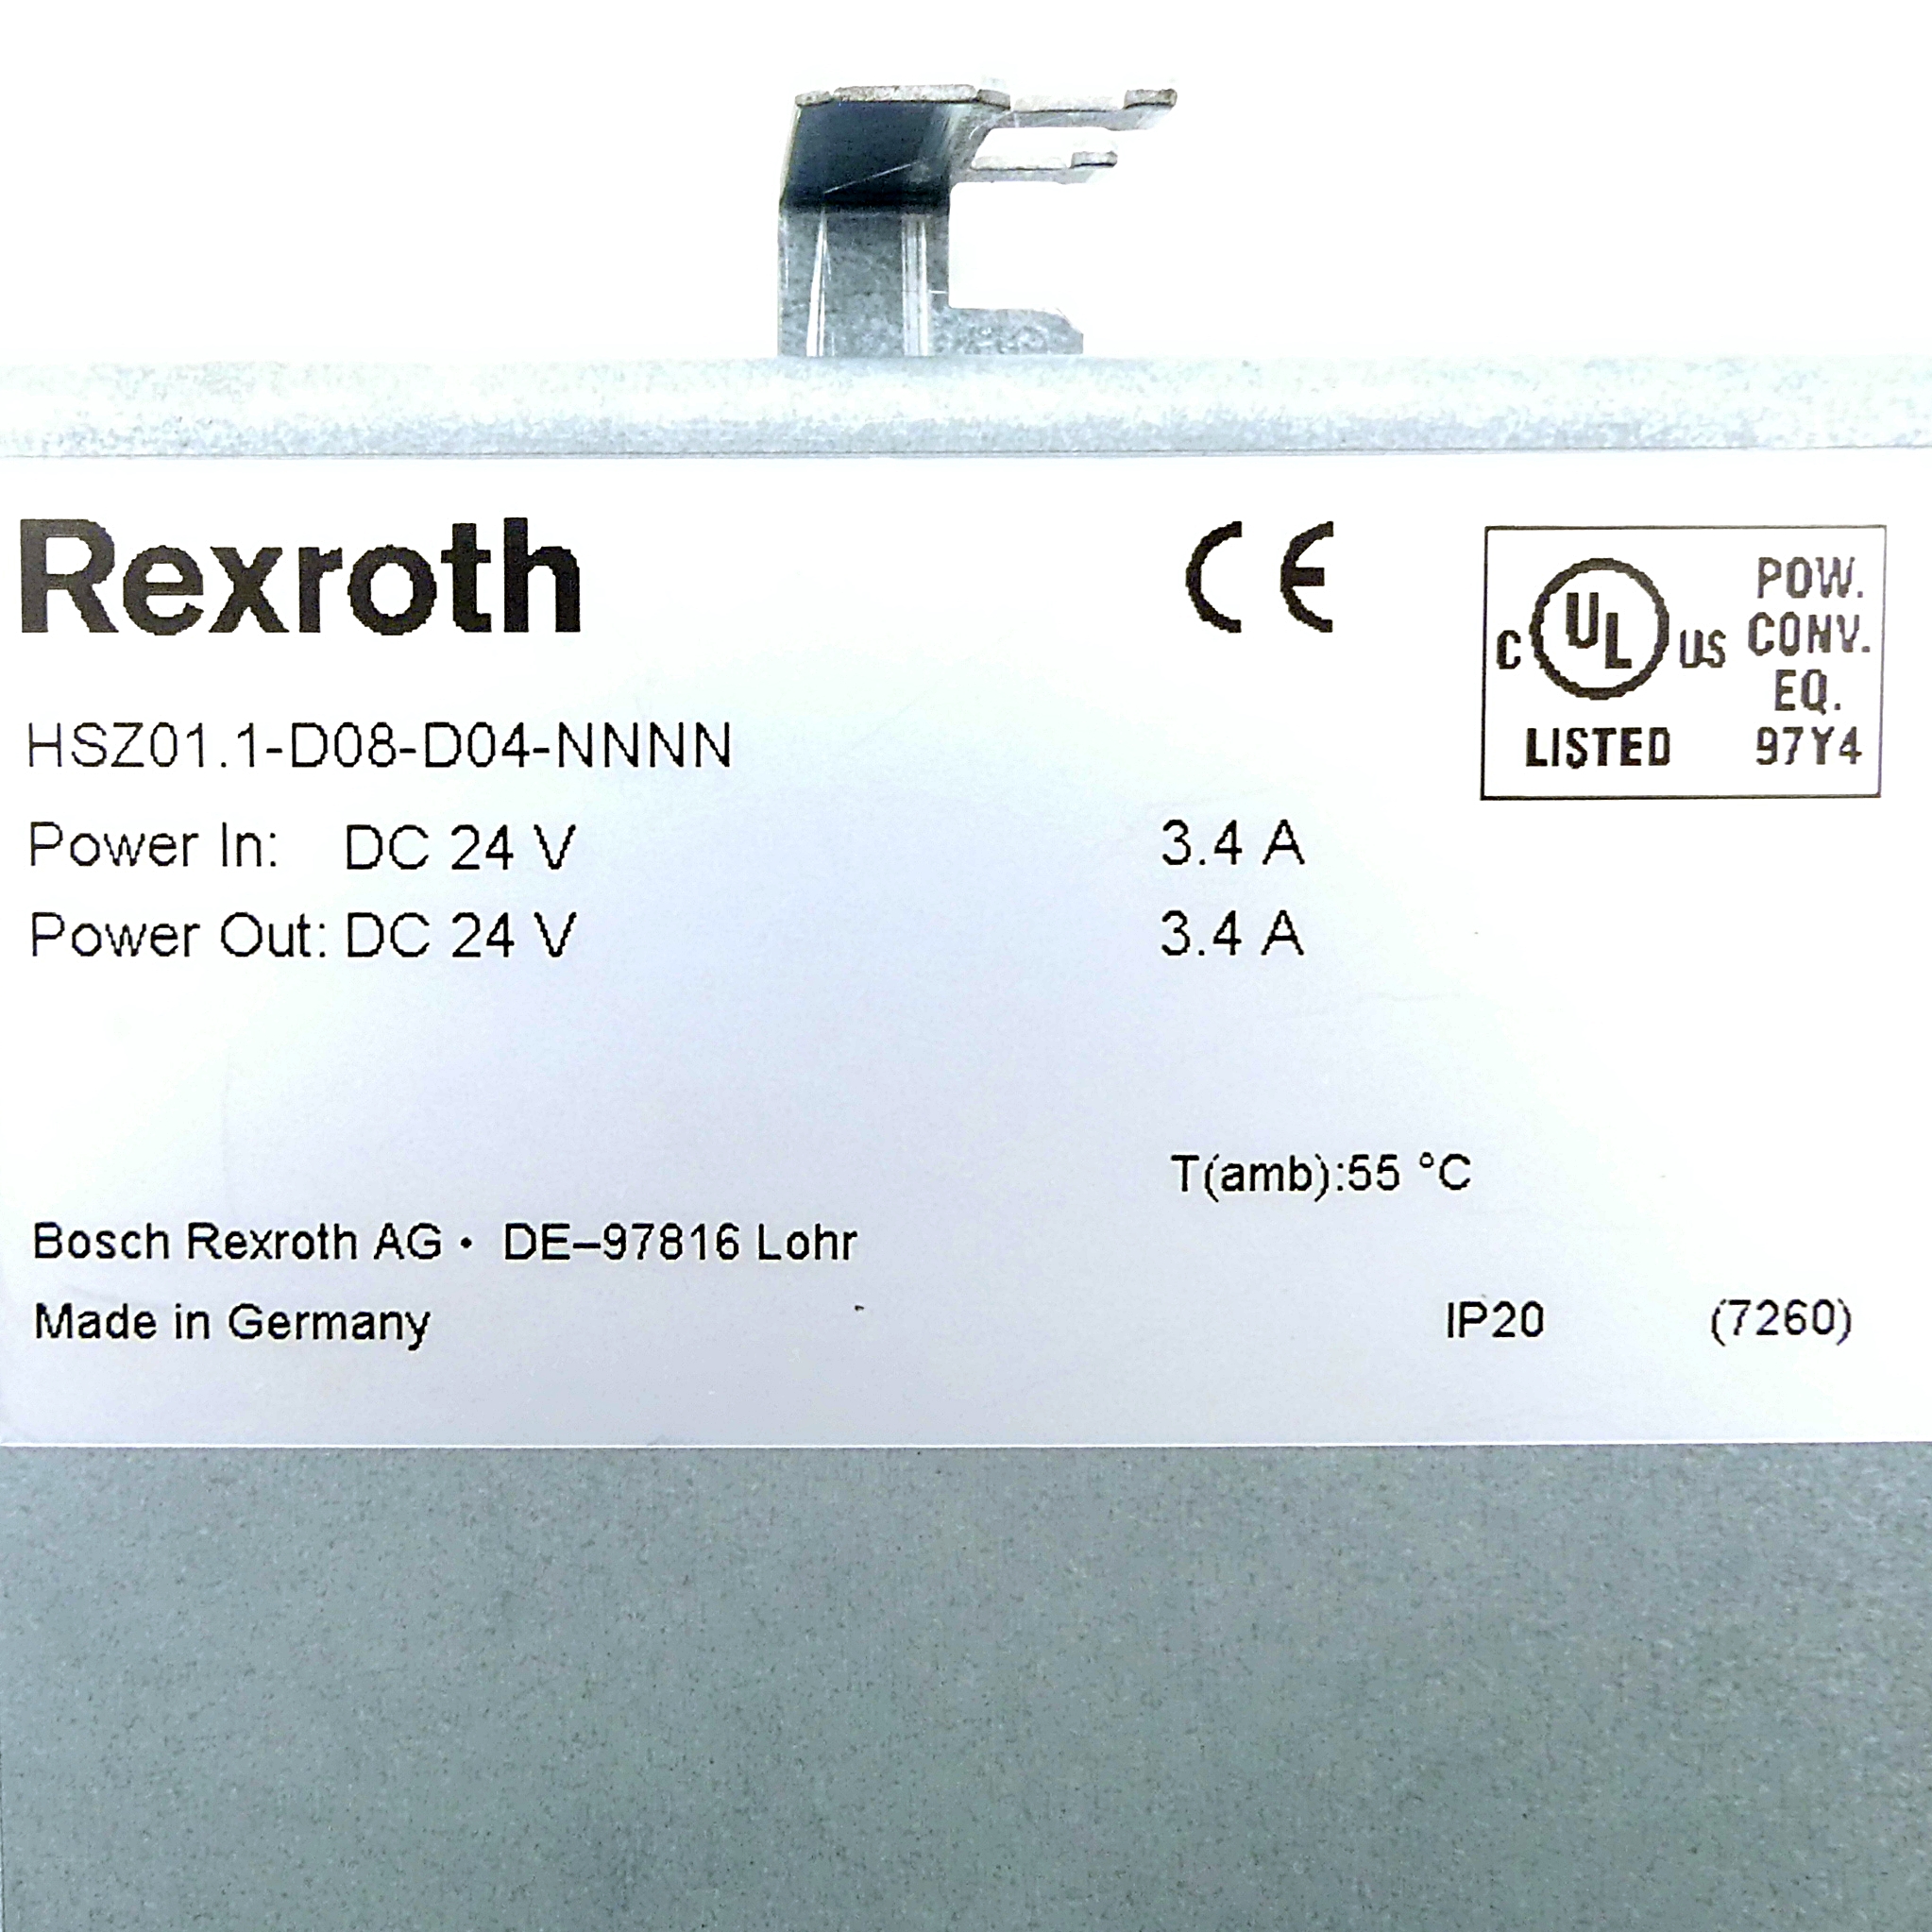 Rexroth
CE
C UL US
LISTED
POW.
CONV.
EQ.
97Y4
HSZ01.1-D08-D04-NNNN
Power In: DC 24 V 3.4 A
Power Out: DC 24 V 3.4 A
T(amb):55 °C
Bosch Rexroth AG • DE–97816 Lohr
Made in Germany IP20 (7260)